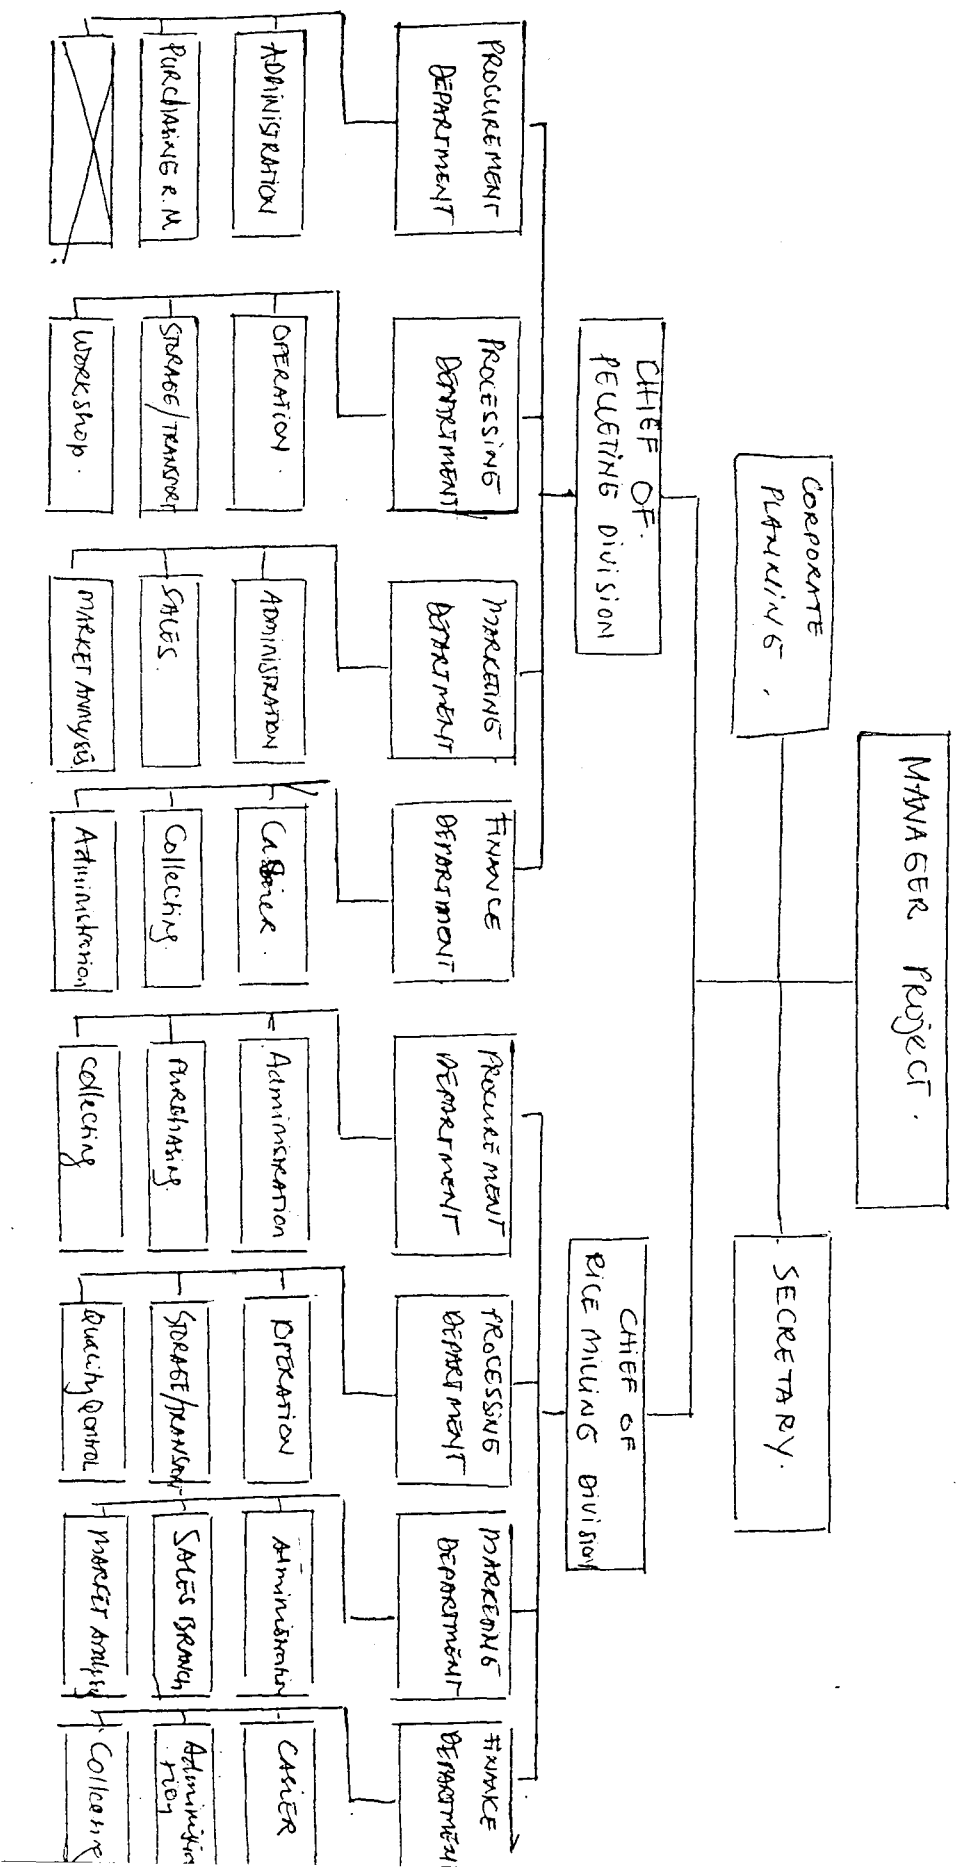 MANAGER PROJECT.
CORPORATE
PLANNING.
SECRETARY.
CHIEF OF.
PELLETING DIVISION
CHIEF OF
RICE MILLING DIVISION
PROCUREMENT
DEPARTMENT
PROCESSING
DEPARTMENT
MARKETING
DEPARTMENT
FINANCE
DEPARTMENT
PROCUREMENT
DEPARTMENT
PROCESSING
DEPARTMENT
MARKETING
DEPARTMENT
FINANCE
DEPARTMENT
ADMINISTRATION
OPERATION.
ADMINISTRATION
Casier.
Administration
OPERATION
Administration
CASIER
PURCHASING R.M
STORAGE/TRANSPORT
SALES.
Collecting.
Purchasing.
STORAGE/TRANSPORT
SALES BRANCH
Administra
tion
Workshop.
MARKET ANALYSIS.
Administration
Collecting
Quality Control
MARKET Analysis
Collecting